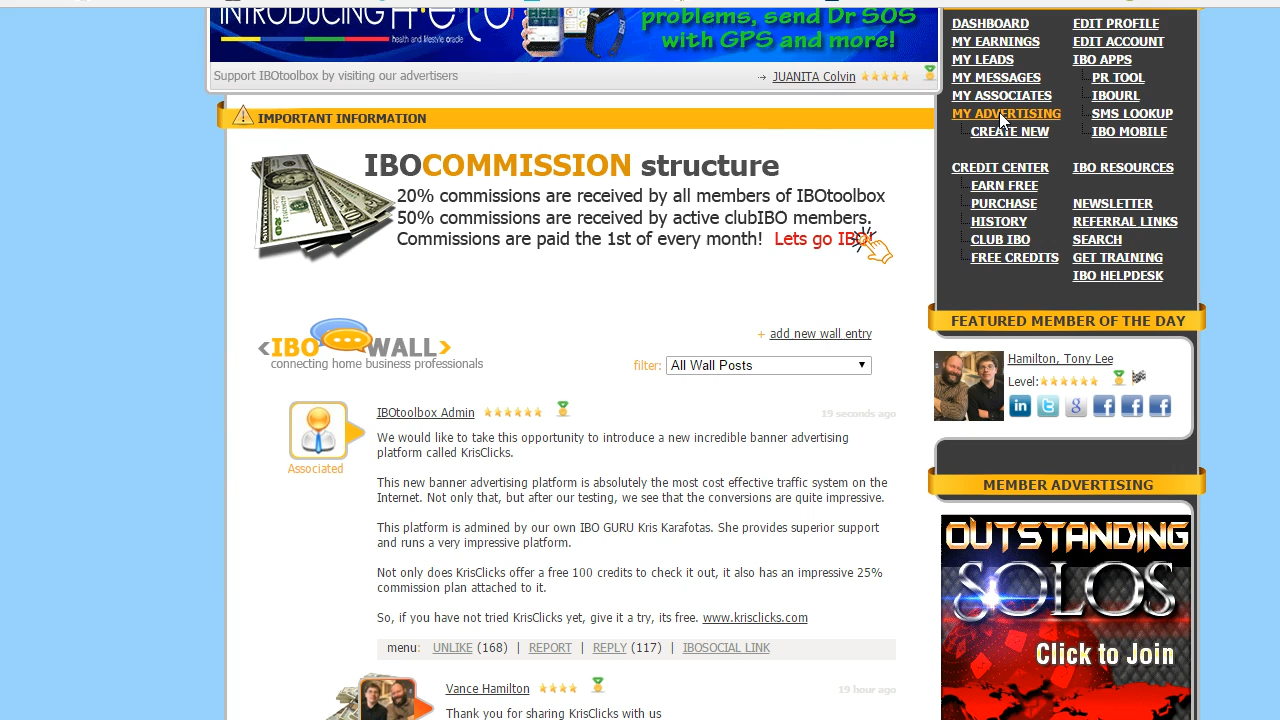 INTRODUCING
health and lifestyle oracle
problems, send Dr SOS
with GPS and more!
Support IBOtoolbox by visiting our advertisers
JUANITA Colvin
IMPORTANT INFORMATION
IBOCOMMISSION structure
20% commissions are received by all members of IBOtoolbox
50% commissions are received by active clubIBO members.
Commissions are paid the 1st of every month! Lets go IBO!
<IBO WALL>
connecting home business professionals
+ add new wall entry
filter: All Wall Posts
IBOtoolbox Admin
19 seconds ago
Associated
We would like to take this opportunity to introduce a new incredible banner advertising
platform called KrisClicks.
This new banner advertising platform is absolutely the most cost effective traffic system on the
Internet. Not only that, but after our testing, we see that the conversions are quite impressive.
This platform is admined by our own IBO GURU Kris Karafotas. She provides superior support
and runs a very impressive platform.
Not only does KrisClicks offer a free 100 credits to check it out, it also has an impressive 25%
commission plan attached to it.
So, if you have not tried KrisClicks yet, give it a try, its free. www.krisclicks.com
menu: UNLIKE (168) | REPORT | REPLY (117) | IBOSOCIAL LINK
Vance Hamilton
19 hour ago
Thank you for sharing KrisClicks with us
DASHBOARD
MY EARNINGS
MY LEADS
MY MESSAGES
MY ASSOCIATES
MY ADVERTISING
CREATE NEW
CREDIT CENTER
EARN FREE
PURCHASE
HISTORY
CLUB IBO
FREE CREDITS
EDIT PROFILE
EDIT ACCOUNT
IBO APPS
PR TOOL
IBOURL
SMS LOOKUP
IBO MOBILE
IBO RESOURCES
NEWSLETTER
REFERRAL LINKS
SEARCH
GET TRAINING
IBO HELPDESK
FEATURED MEMBER OF THE DAY
Hamilton, Tony Lee
Level:
MEMBER ADVERTISING
OUTSTANDING
SOLOS
Click to Join